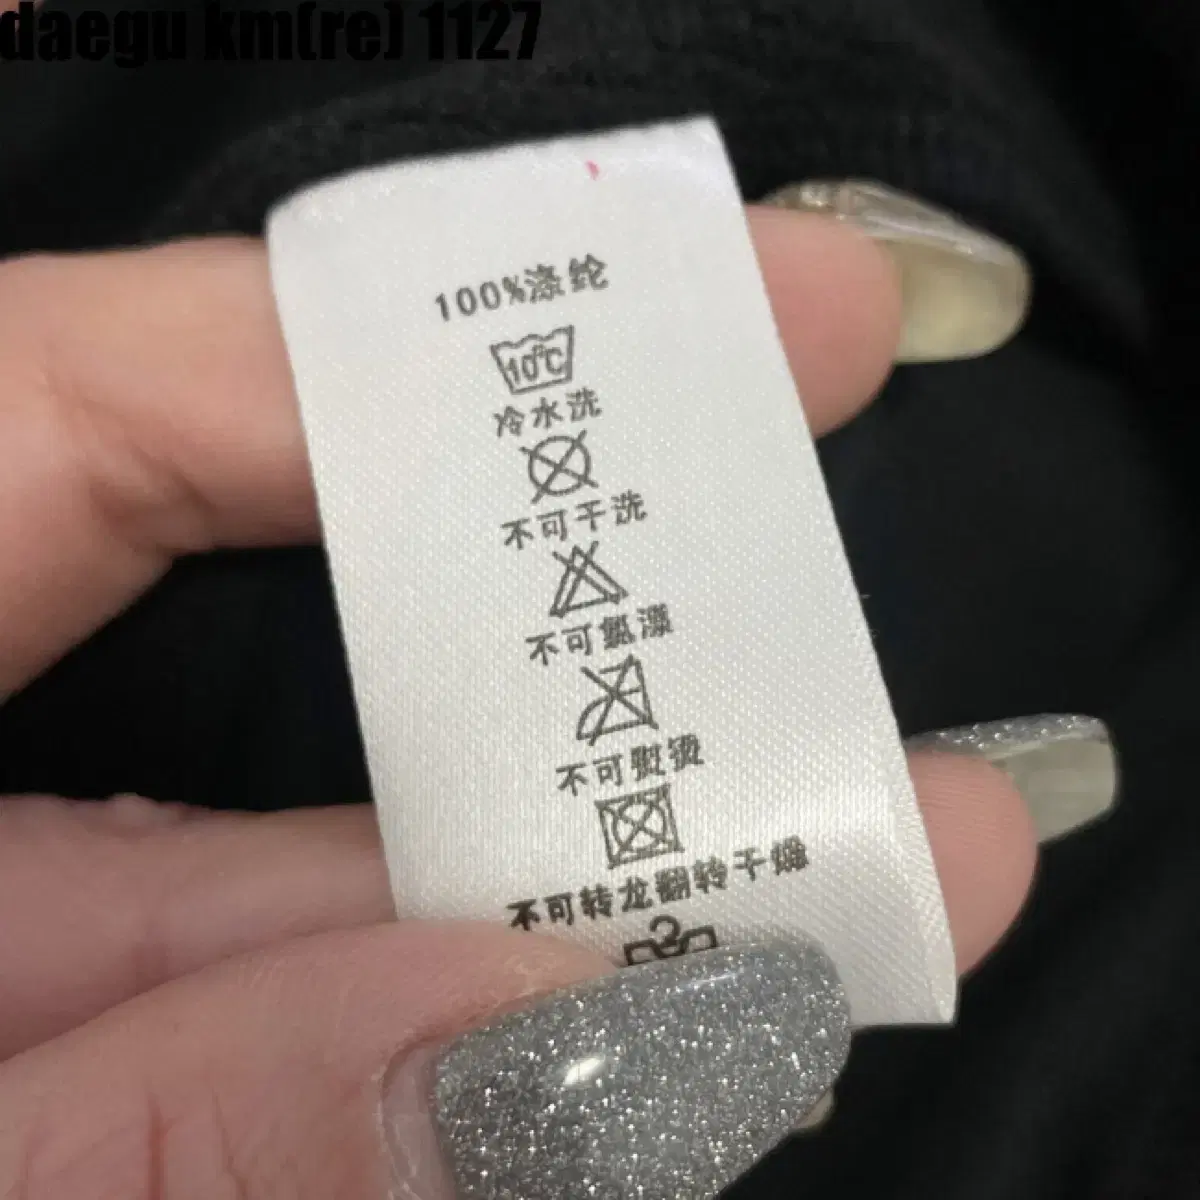 daegu km(re) 1127
100%涤纶
10℃
冷水洗
不可干洗
不可氯漂
不可熨烫
不可转龙翻转干燥